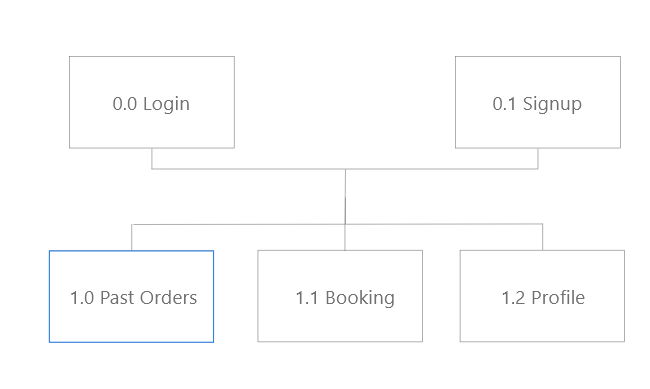 0.0 Login
0.1 Signup
1.0 Past Orders
1.1 Booking
1.2 Profile